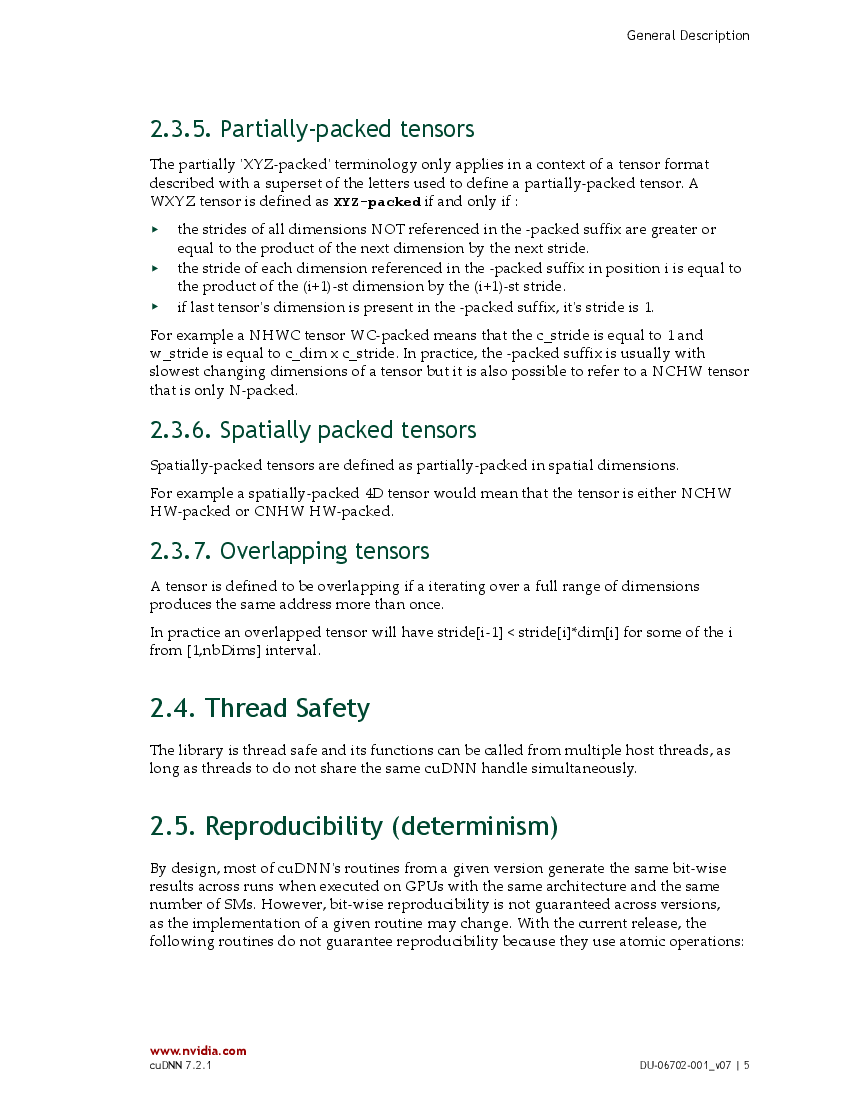 General Description
2.3.5. Partially-packed tensors
The partially 'XYZ-packed' terminology only applies in a context of a tensor format
described with a superset of the letters used to define a partially-packed tensor. A
WXYZ tensor is defined as XYZ-packed if and only if :
▸ the strides of all dimensions NOT referenced in the -packed suffix are greater or
equal to the product of the next dimension by the next stride.
▸ the stride of each dimension referenced in the -packed suffix in position i is equal to
the product of the (i+1)-st dimension by the (i+1)-st stride.
▸ if last tensor's dimension is present in the -packed suffix, it's stride is 1.
For example a NHWC tensor WC-packed means that the c_stride is equal to 1 and
w_stride is equal to c_dim x c_stride. In practice, the -packed suffix is usually with
slowest changing dimensions of a tensor but it is also possible to refer to a NCHW tensor
that is only N-packed.
2.3.6. Spatially packed tensors
Spatially-packed tensors are defined as partially-packed in spatial dimensions.
For example a spatially-packed 4D tensor would mean that the tensor is either NCHW
HW-packed or CNHW HW-packed.
2.3.7. Overlapping tensors
A tensor is defined to be overlapping if a iterating over a full range of dimensions
produces the same address more than once.
In practice an overlapped tensor will have stride[i-1] < stride[i]*dim[i] for some of the i
from [1,nbDims] interval.
2.4. Thread Safety
The library is thread safe and its functions can be called from multiple host threads, as
long as threads to do not share the same cuDNN handle simultaneously.
2.5. Reproducibility (determinism)
By design, most of cuDNN's routines from a given version generate the same bit-wise
results across runs when executed on GPUs with the same architecture and the same
number of SMs. However, bit-wise reproducibility is not guaranteed across versions,
as the implementation of a given routine may change. With the current release, the
following routines do not guarantee reproducibility because they use atomic operations:
www.nvidia.com
cuDNN 7.2.1
DU-06702-001_v07 | 5